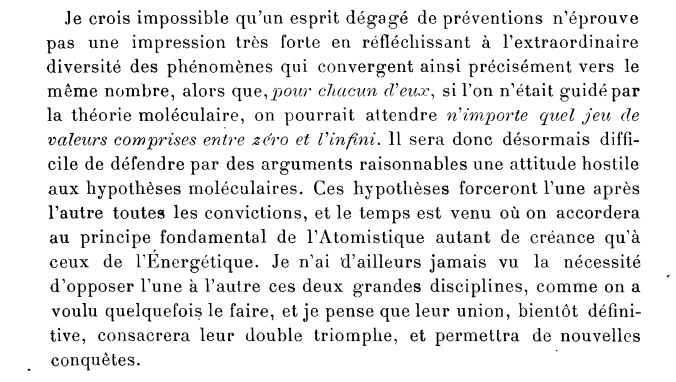 Je crois impossible qu'un esprit dégagé de préventions n'éprouve
pas une impression très forte en réfléchissant à l'extraordinaire
diversité des phénomènes qui convergent ainsi précisément vers le
même nombre, alors que, pour chacun d'eux, si l'on n'était guidé par
la théorie moléculaire, on pourrait attendre n'importe quel jeu de
valeurs comprises entre zéro et l'infini. Il sera donc désormais diffi-
cile de défendre par des arguments raisonnables une attitude hostile
aux hypothèses moléculaires. Ces hypothèses forceront l'une après
l'autre toutes les convictions, et le temps est venu où on accordera
au principe fondamental de l'Atomistique autant de créance qu'à
ceux de l'Énergétique. Je n'ai d'ailleurs jamais vu la nécessité
d'opposer l'une à l'autre ces deux grandes disciplines, comme on a
voulu quelquefois le faire, et je pense que leur union, bientôt défini-
tive, consacrera leur double triomphe, et permettra de nouvelles
conquêtes.